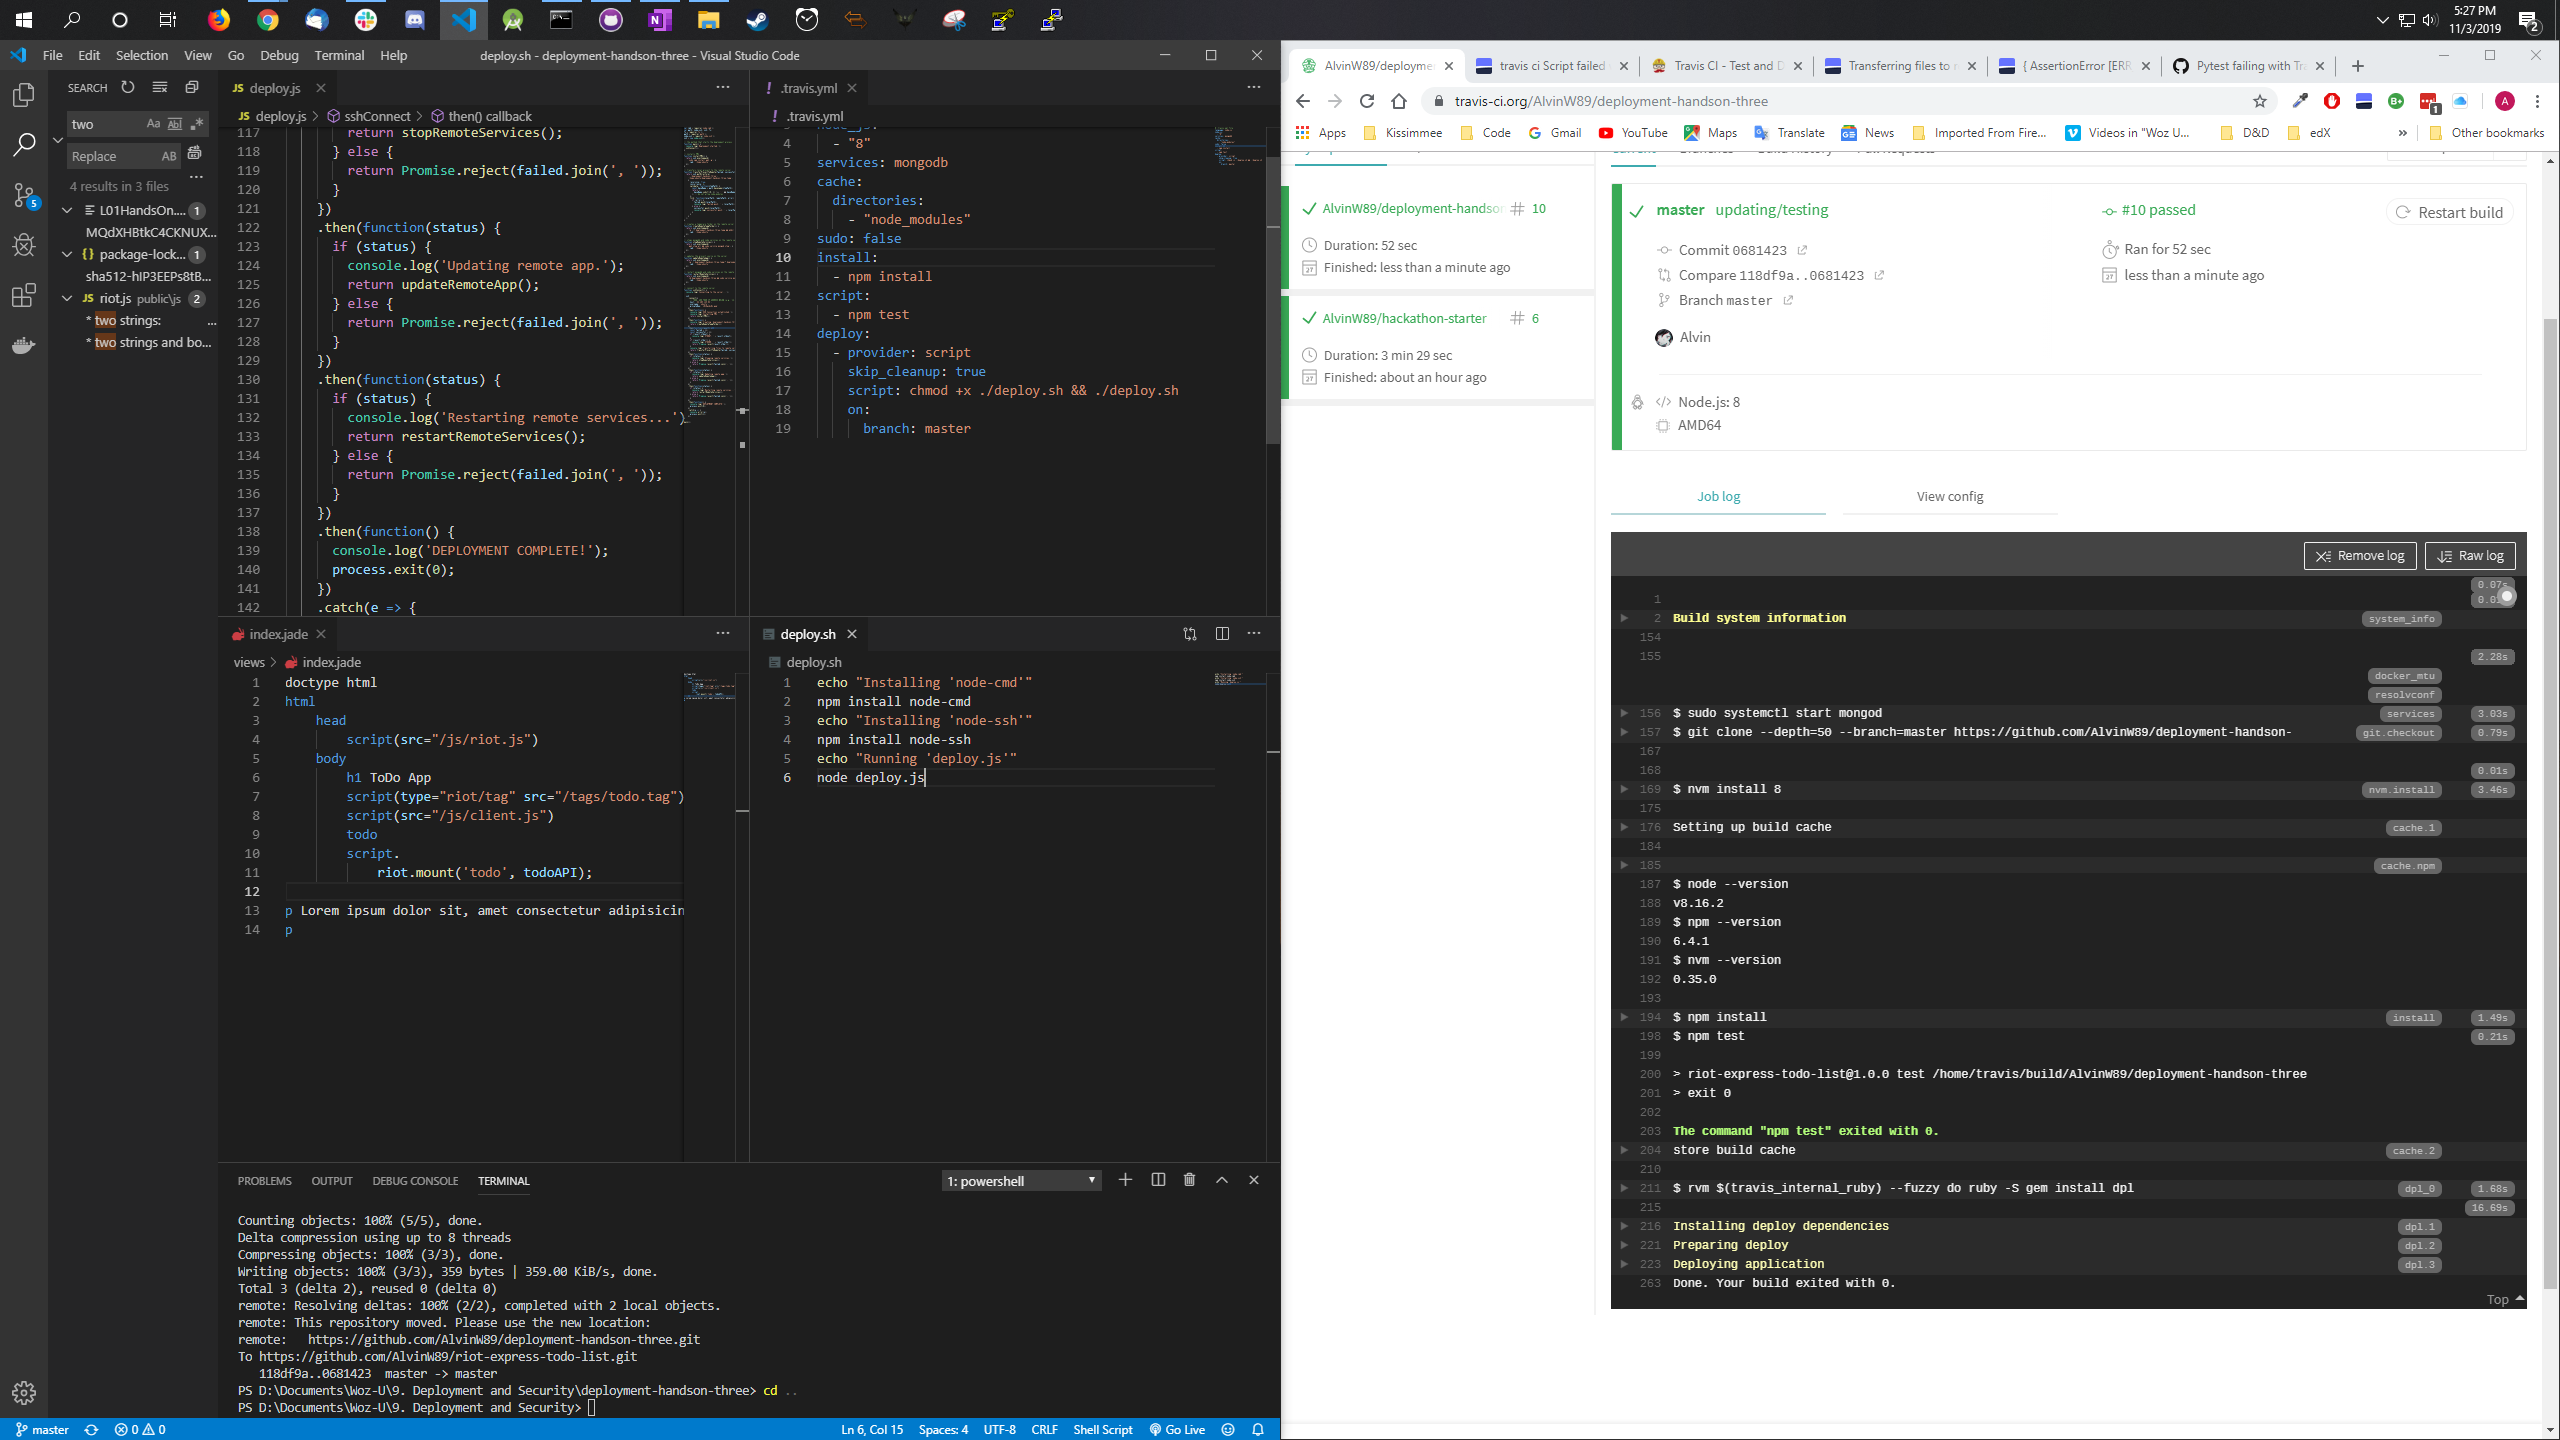 5:27 PM
11/3/2019
2
File Edit Selection View Go Debug Terminal Help
deploy.sh - deployment-handson-three - Visual Studio Code
SEARCH
two
Aa Abl .*
Replace
AB
4 results in 3 files
L01HandsOn.... 1
MQdXHBtkC4CKNUX...
package-lock... 1
sha512-hIP3EEPs8tB...
riot.js public\js 2
* two strings: ...
* two strings and bo...
5
deploy.js
deploy.js > sshConnect > then() callback
117 return stopRemoteServices();
118 } else {
119 return Promise.reject(failed.join(', '));
120 }
121 })
122 .then(function(status) {
123 if (status) {
124 console.log('Updating remote app.');
125 return updateRemoteApp();
126 } else {
127 return Promise.reject(failed.join(', '));
128 }
129 })
130 .then(function(status) {
131 if (status) {
132 console.log('Restarting remote services...')
133 return restartRemoteServices();
134 } else {
135 return Promise.reject(failed.join(', '));
136 }
137 })
138 .then(function() {
139 console.log('DEPLOYMENT COMPLETE!');
140 process.exit(0);
141 })
142 .catch(e => {
.travis.yml
.travis.yml
3 node_js:
4 - "8"
5 services: mongodb
6 cache:
7 directories:
8 - "node_modules"
9 sudo: false
10 install:
11 - npm install
12 script:
13 - npm test
14 deploy:
15 - provider: script
16 skip_cleanup: true
17 script: chmod +x ./deploy.sh && ./deploy.sh
18 on:
19 branch: master
index.jade
views > index.jade
1 doctype html
2 html
3 head
4 script(src="/js/riot.js")
5 body
6 h1 ToDo App
7 script(type="riot/tag" src="/tags/todo.tag")
8 script(src="/js/client.js")
9 todo
10 script.
11 riot.mount('todo', todoAPI);
12
13 p Lorem ipsum dolor sit, amet consectetur adipisicin
14 p
deploy.sh
deploy.sh
1 echo "Installing 'node-cmd'"
2 npm install node-cmd
3 echo "Installing 'node-ssh'"
4 npm install node-ssh
5 echo "Running 'deploy.js'"
6 node deploy.js
PROBLEMS OUTPUT DEBUG CONSOLE TERMINAL
1: powershell
Counting objects: 100% (5/5), done.
Delta compression using up to 8 threads
Compressing objects: 100% (3/3), done.
Writing objects: 100% (3/3), 359 bytes | 359.00 KiB/s, done.
Total 3 (delta 2), reused 0 (delta 0)
remote: Resolving deltas: 100% (2/2), completed with 2 local objects.
remote: This repository moved. Please use the new location:
remote: https://github.com/AlvinW89/deployment-handson-three.git
To https://github.com/AlvinW89/riot-express-todo-list.git
118df9a..0681423 master -> master
PS D:\Documents\Woz-U\9. Deployment and Security\deployment-handson-three> cd ..
PS D:\Documents\Woz-U\9. Deployment and Security>
master 0 0
Ln 6, Col 15 Spaces: 4 UTF-8 CRLF Shell Script Go Live
AlvinW89/deployme
travis ci Script failed
Travis CI - Test and D
Transferring files to r
{ AssertionError [ERR
Pytest failing with Tra
travis-ci.org/AlvinW89/deployment-handson-three
1
A
Apps Kissimmee Code Gmail YouTube Maps Translate News Imported From Fire... Videos in "Woz U... D&D edX » Other bookmarks
Current Branches Build History Pull Requests
AlvinW89/deployment-handsor # 10
Duration: 52 sec
Finished: less than a minute ago
AlvinW89/hackathon-starter # 6
Duration: 3 min 29 sec
Finished: about an hour ago
master updating/testing
#10 passed
Restart build
Commit 0681423
Ran for 52 sec
Compare 118df9a..0681423
less than a minute ago
Branch master
Alvin
</> Node.js: 8
AMD64
Job log
View config
Remove log
Raw log
0.07s
1
2 Build system information system_info
154
155 2.28s
docker_mtu
resolvconf
156 $ sudo systemctl start mongod services 3.03s
157 $ git clone --depth=50 --branch=master https://github.com/AlvinW89/deployment-handson- git.checkout 0.79s
167
168 0.01s
169 $ nvm install 8 nvm.install 3.46s
175
176 Setting up build cache cache.1
184
185 cache.npm
187 $ node --version
188 v8.16.2
189 $ npm --version
190 6.4.1
191 $ nvm --version
192 0.35.0
193
194 $ npm install install 1.49s
198 $ npm test 0.21s
199
200 > riot-express-todo-list@1.0.0 test /home/travis/build/AlvinW89/deployment-handson-three
201 > exit 0
202
203 The command "npm test" exited with 0.
204 store build cache cache.2
210
211 $ rvm $(travis_internal_ruby) --fuzzy do ruby -S gem install dpl dpl_0 1.68s
215 16.69s
216 Installing deploy dependencies dpl.1
221 Preparing deploy dpl.2
223 Deploying application dpl.3
263 Done. Your build exited with 0.
Top